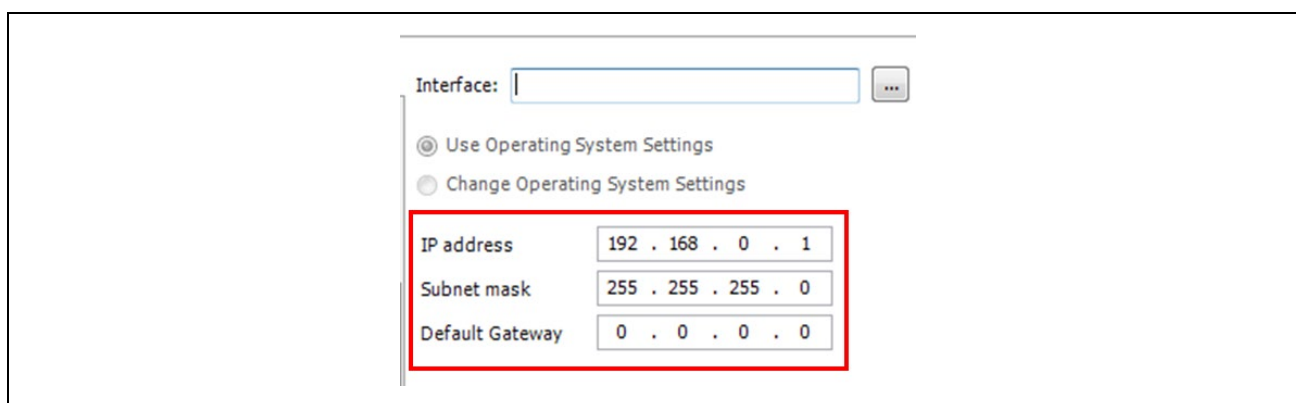 Interface:
...
Use Operating System Settings
Change Operating System Settings
IP address 192 . 168 . 0 . 1
Subnet mask 255 . 255 . 255 . 0
Default Gateway 0 . 0 . 0 . 0